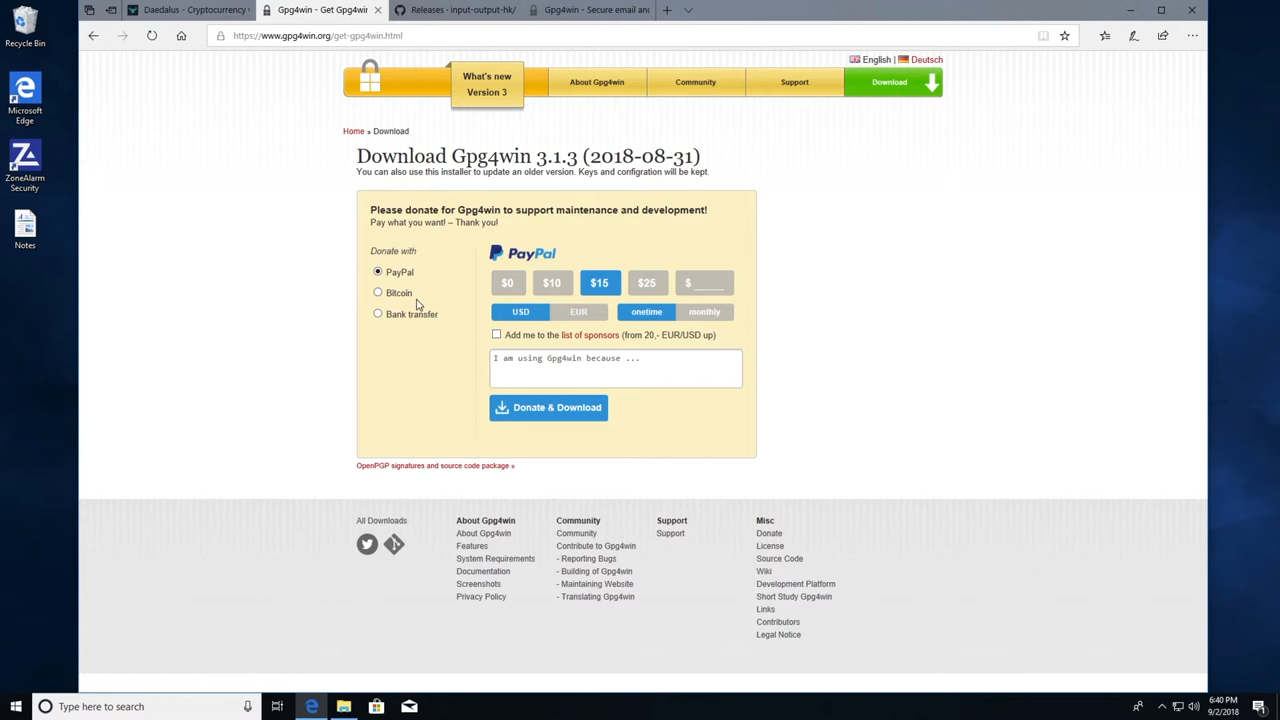 Recycle Bin
Microsoft Edge
ZoneAlarm Security
Notes
Daedalus - Cryptocurrency
Gpg4win - Get Gpg4win
Releases · input-output-hk/
Gpg4win - Secure email and
https://www.gpg4win.org/get-gpg4win.html
English | Deutsch
What's new
Version 3
About Gpg4win
Community
Support
Download
Home » Download
Download Gpg4win 3.1.3 (2018-08-31)
You can also use this installer to update an older version. Keys and configration will be kept.
Please donate for Gpg4win to support maintenance and development!
Pay what you want! – Thank you!
Donate with
PayPal
Bitcoin
Bank transfer
PayPal
$0 $10 $15 $25 $ _____
USD EUR onetime monthly
Add me to the list of sponsors (from 20,- EUR/USD up)
I am using Gpg4win because ...
Donate & Download
OpenPGP signatures and source code package »
All Downloads
About Gpg4win
About Gpg4win
Features
System Requirements
Documentation
Screenshots
Privacy Policy
Community
Community
Contribute to Gpg4win
- Reporting Bugs
- Building of Gpg4win
- Maintaining Website
- Translating Gpg4win
Support
Support
Misc
Donate
License
Source Code
Wiki
Development Platform
Short Study Gpg4win
Links
Contributors
Legal Notice
Type here to search
6:40 PM
9/2/2018